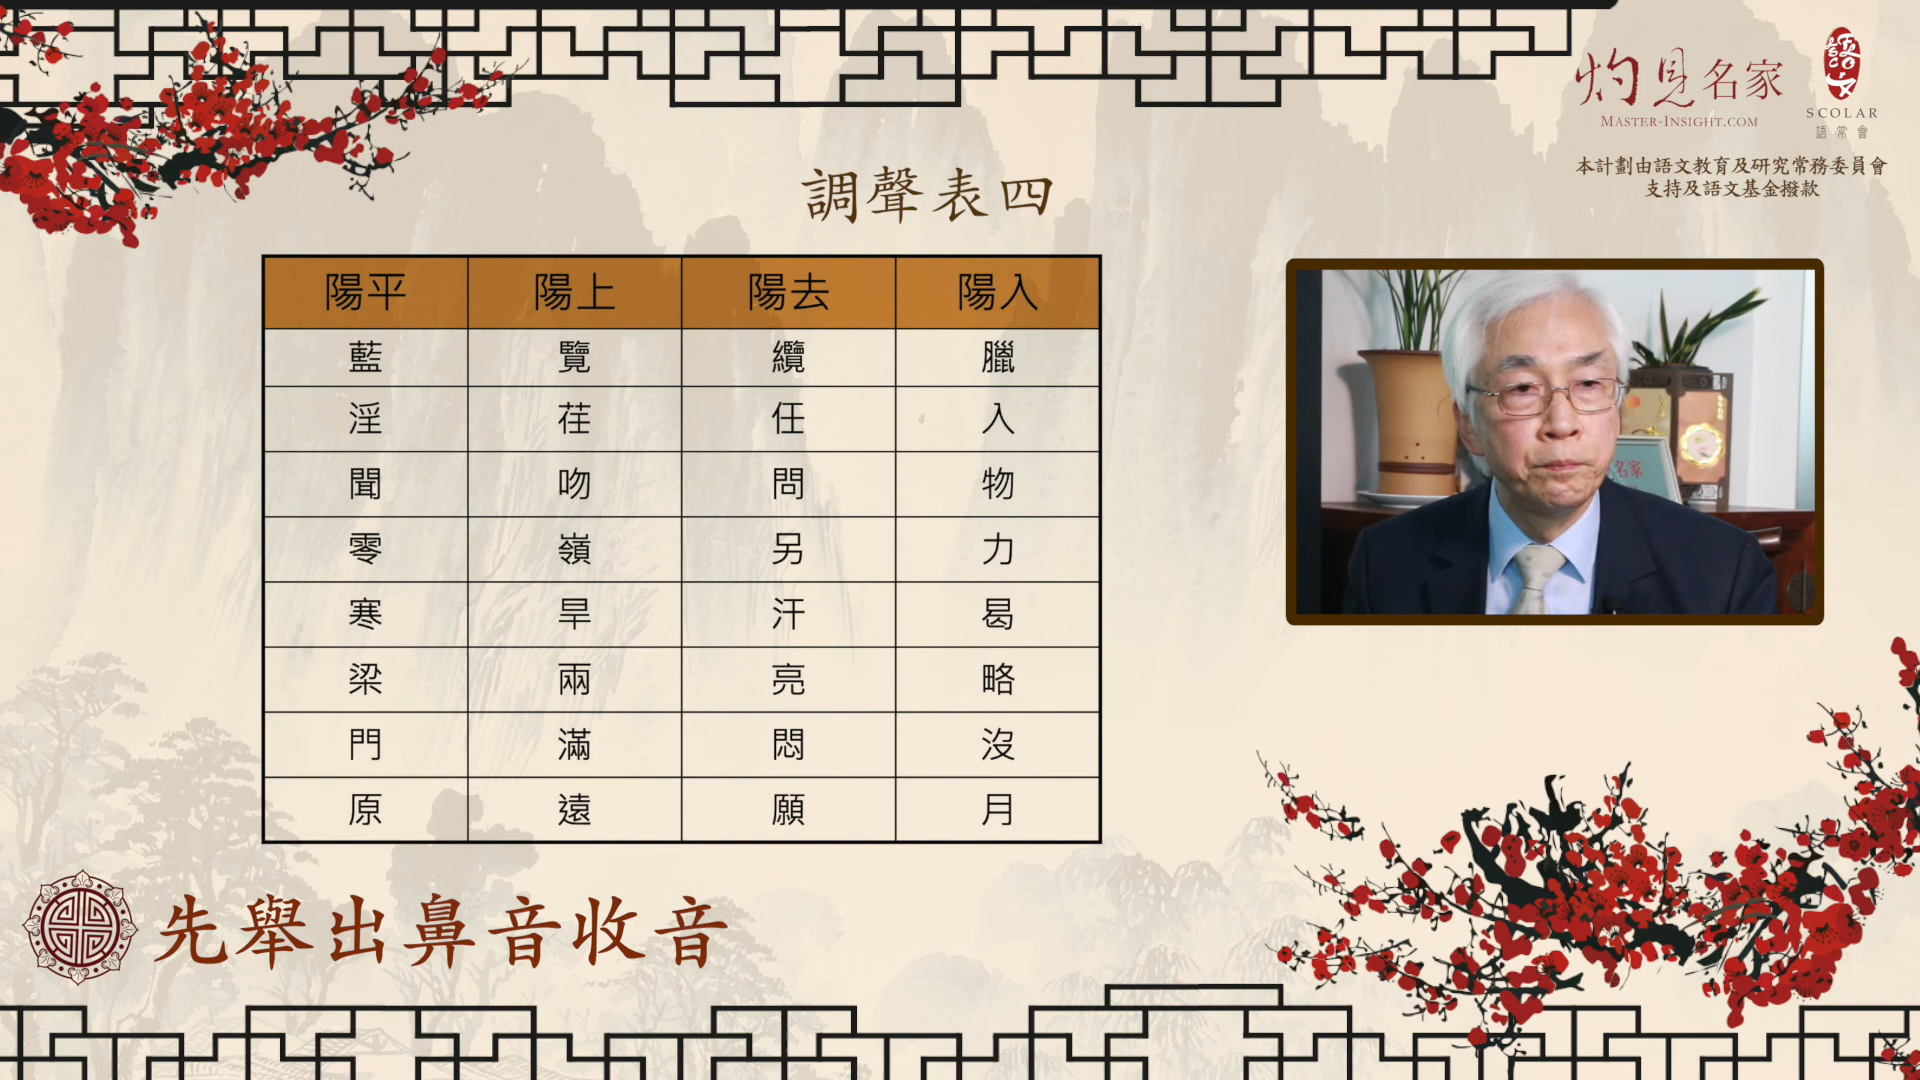 灼見名家
MASTER-INSIGHT.COM
語文
SCOLAR
語常會
本計劃由語文教育及研究常務委員會
支持及語文基金撥款
調聲表四
陽平 陽上 陽去 陽入
藍 覽 纜 臘
淫 荏 任 入
聞 吻 問 物
零 嶺 另 力
寒 旱 汗 曷
梁 兩 亮 略
門 滿 悶 沒
原 遠 願 月
名家
先舉出鼻音收音